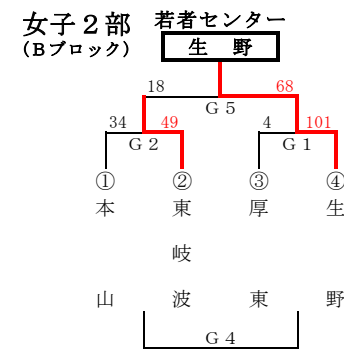 女子２部 若者センター
(Ｂブロック)
生 野
18 68
Ｇ５
34 49 4 101
Ｇ２ Ｇ１
① ② ③ ④
本山 東岐波 厚東 生野
Ｇ４